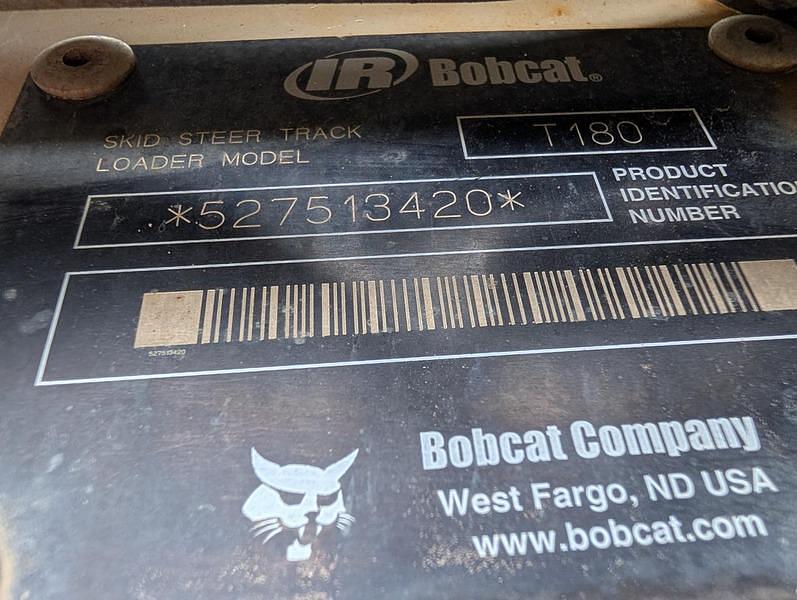 IR Bobcat®
SKID STEER TRACK
LOADER MODEL
T180
*527513420*
PRODUCT
IDENTIFICATIO
NUMBER
527513420
Bobcat Company
West Fargo, ND USA
www.bobcat.com